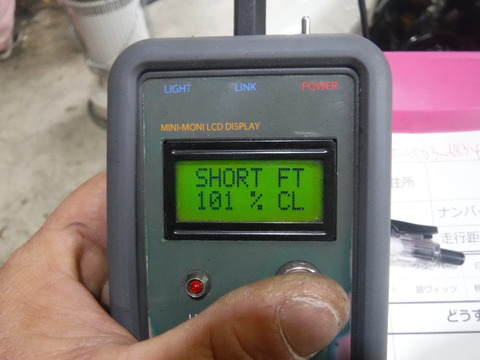 LIGHT LINK POWER
MINI-MONI LCD DISPLAY
SHORT FT
101 % CL
住所
ナンバー
走行距
どうす